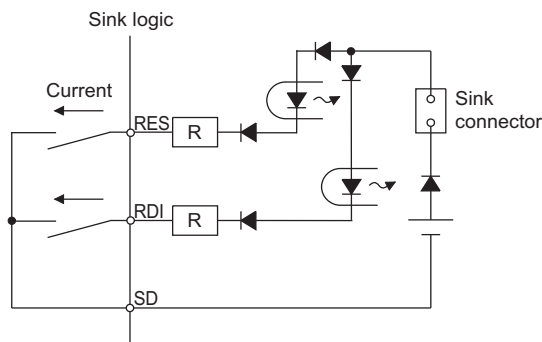 Sink logic
Current
RES
R
Sink
connector
RDI
R
SD